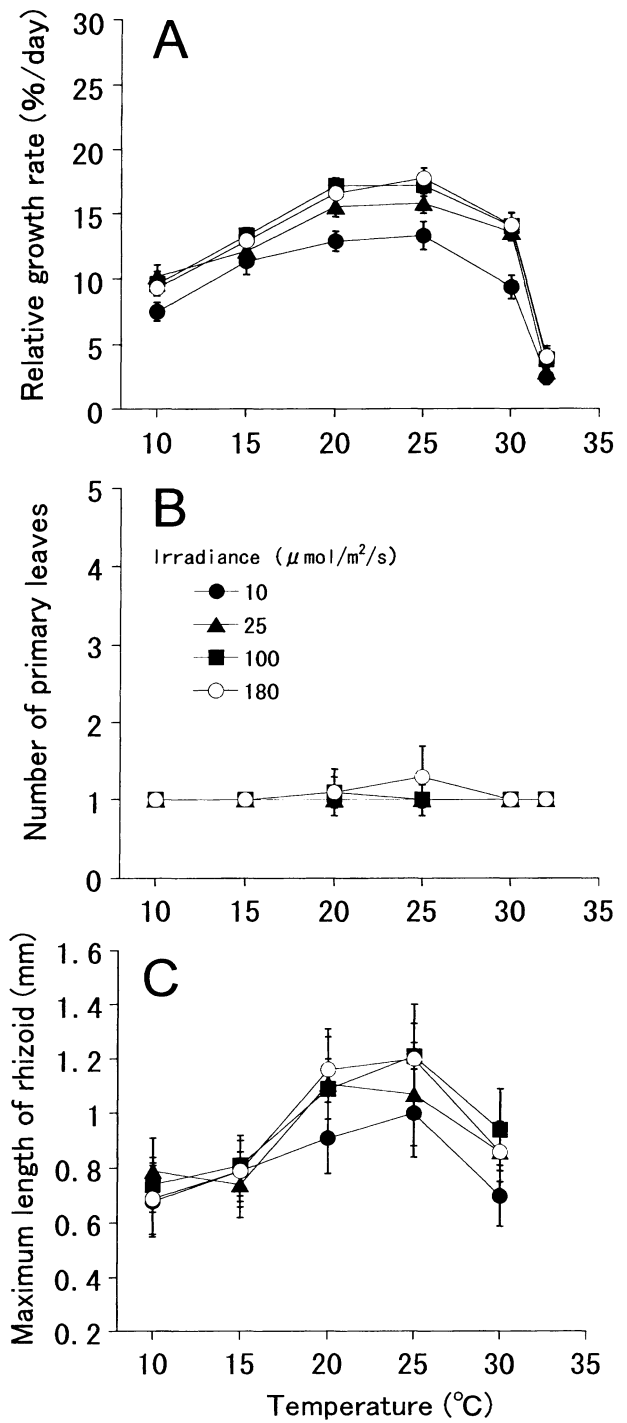 A
Relative growth rate (%/day)
30
25
20
15
10
5
0
10 15 20 25 30 35
B
Number of primary leaves
5
4
3
2
1
0
Irradiance (μmol/m²/s)
10
25
100
180
10 15 20 25 30 35
C
Maximum length of rhizoid (mm)
1.6
1.4
1.2
1
0.8
0.6
0.4
0.2
10 15 20 25 30 35
Temperature (℃)